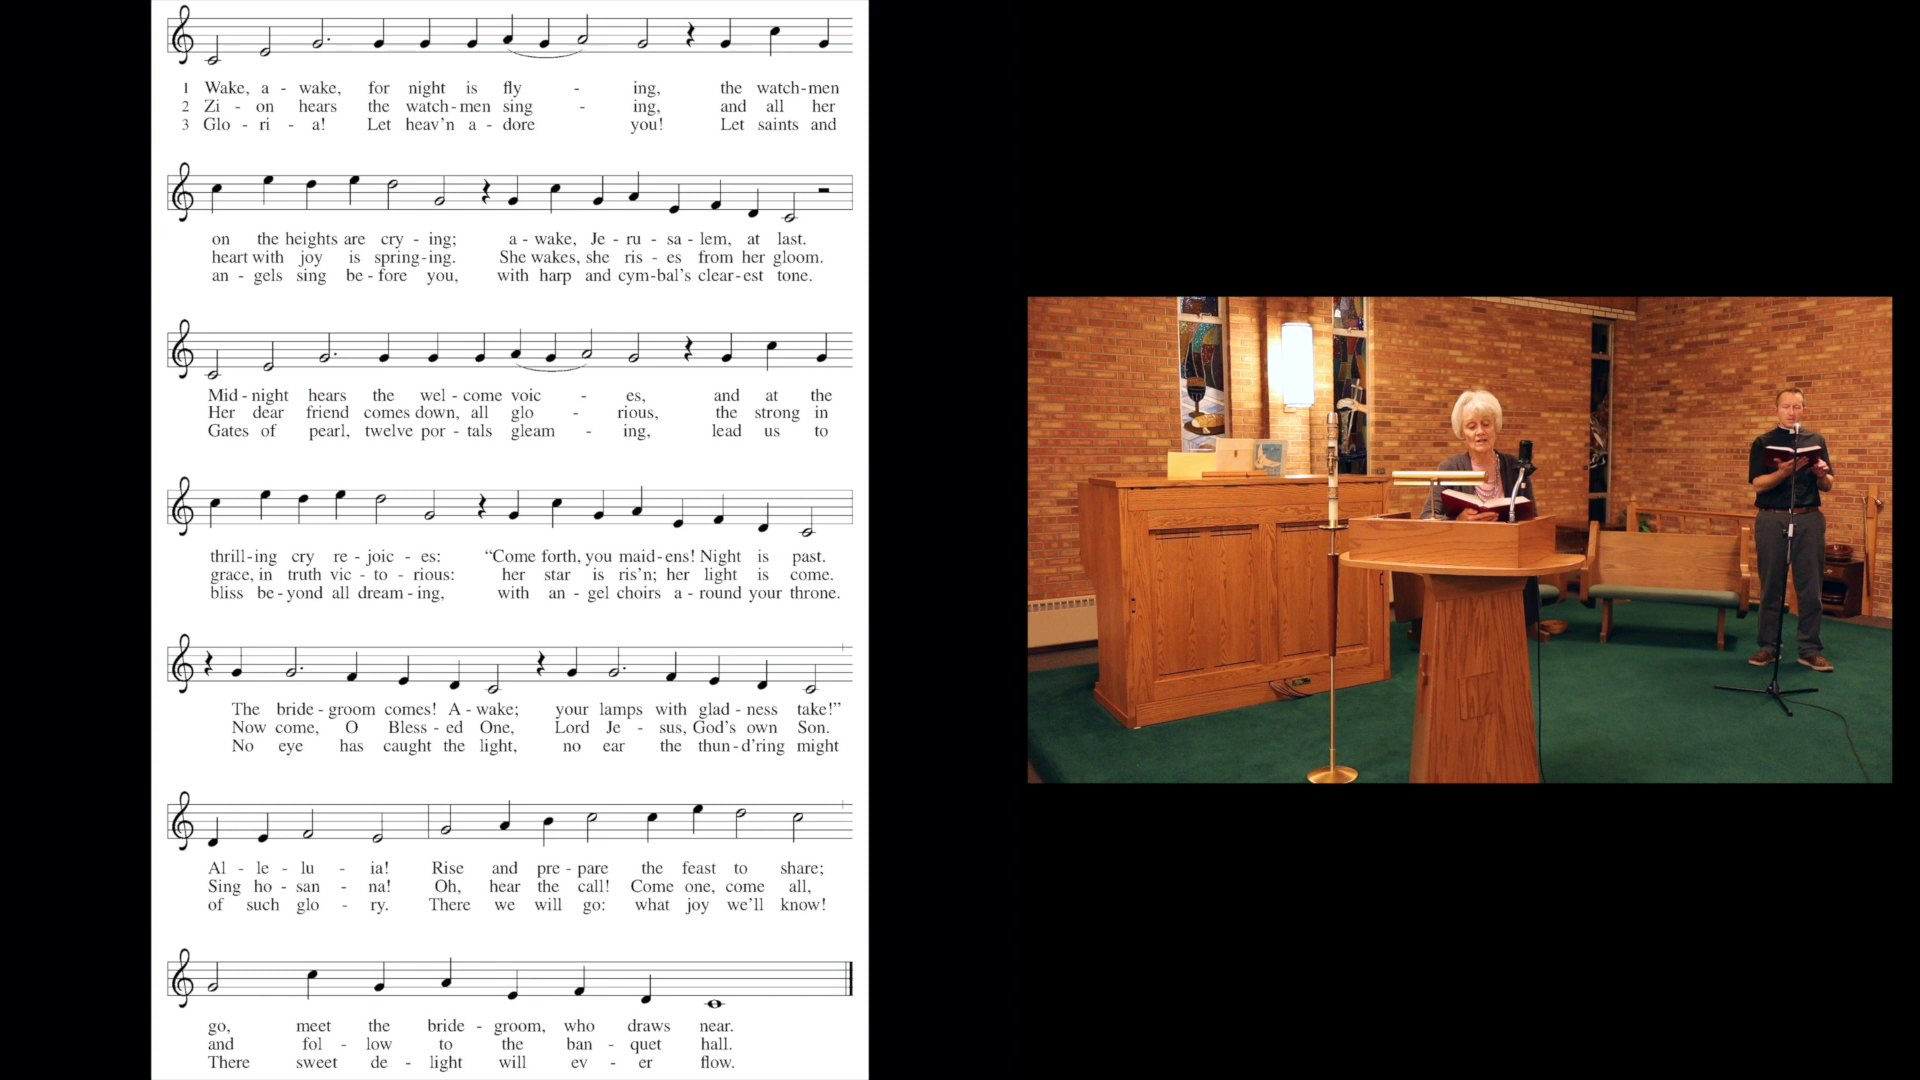 1 Wake, a - wake, for night is fly - ing, the watch-men
2 Zi - on hears the watch-men sing - ing, and all her
3 Glo - ri - a! Let heav'n a - dore you! Let saints and
on the heights are cry - ing; a - wake, Je - ru - sa - lem, at last.
heart with joy is spring-ing. She wakes, she ris - es from her gloom.
an - gels sing be - fore you, with harp and cym-bal's clear-est tone.
Mid - night hears the wel - come voic - es, and at the
Her dear friend comes down, all glo - rious, the strong in
Gates of pearl, twelve por - tals gleam - ing, lead us to
thrill-ing cry re - joic - es: “Come forth, you maid-ens! Night is past.
grace, in truth vic - to - rious: her star is ris'n; her light is come.
bliss be - yond all dream - ing, with an - gel choirs a - round your throne.
The bride - groom comes! A - wake; your lamps with glad - ness take!”
Now come, O Bless - ed One, Lord Je - sus, God's own Son.
No eye has caught the light, no ear the thun - d'ring might
Al - le - lu - ia! Rise and pre - pare the feast to share;
Sing ho - san - na! Oh, hear the call! Come one, come all,
of such glo - ry. There we will go: what joy we'll know!
go, meet the bride - groom, who draws near.
and fol - low to the ban - quet hall.
There sweet de - light will ev - er flow.